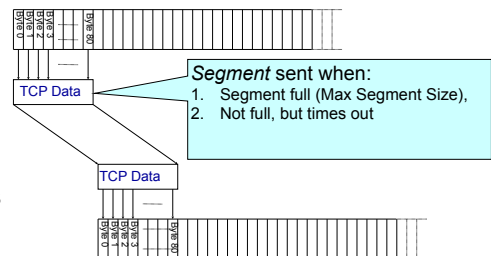 Byte 0
Byte 1
Byte 2
Byte 3
Byte 80
Segment sent when:
1. Segment full (Max Segment Size),
2. Not full, but times out
TCP Data
TCP Data
Byte 0
Byte 1
Byte 2
Byte 3
Byte 80